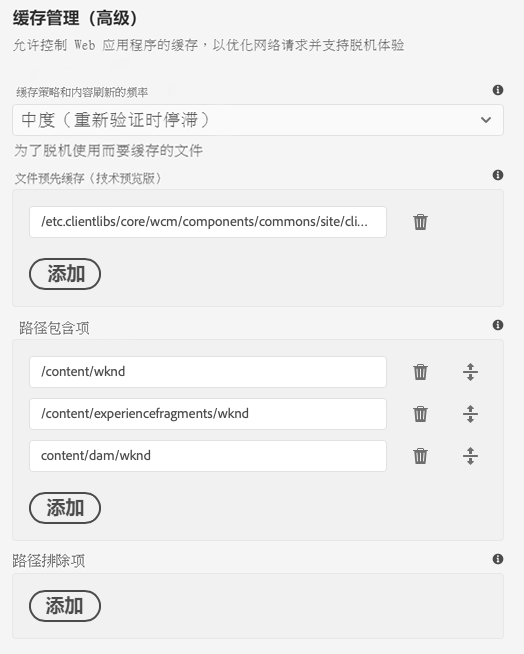 缓存管理（高级）
允许控制 Web 应用程序的缓存，以优化网络请求并支持脱机体验
缓存策略和内容刷新的频率
中度（重新验证时停滞）
为了脱机使用而要缓存的文件
文件预先缓存（技术预览版）
/etc.clientlibs/core/wcm/components/commons/site/cli...
添加
路径包含项
/content/wknd
/content/experiencefragments/wknd
content/dam/wknd
添加
路径排除项
添加